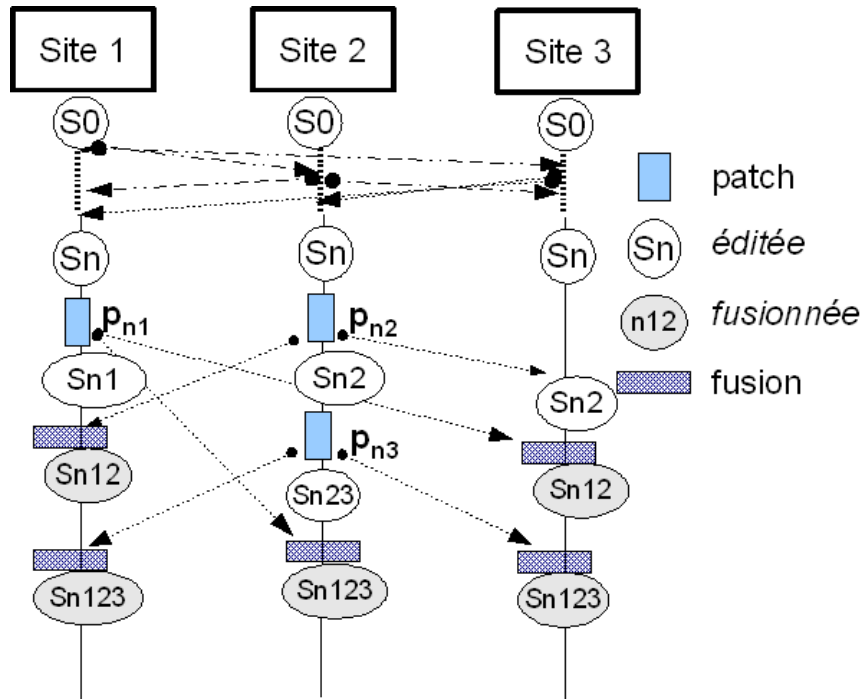 Site 1
Site 2
Site 3
S0
S0
S0
patch
Sn
Sn
Sn
Sn
éditée
pn1
pn2
n12
fusionnée
Sn1
Sn2
Sn2
fusion
pn3
Sn12
Sn23
Sn12
Sn123
Sn123
Sn123